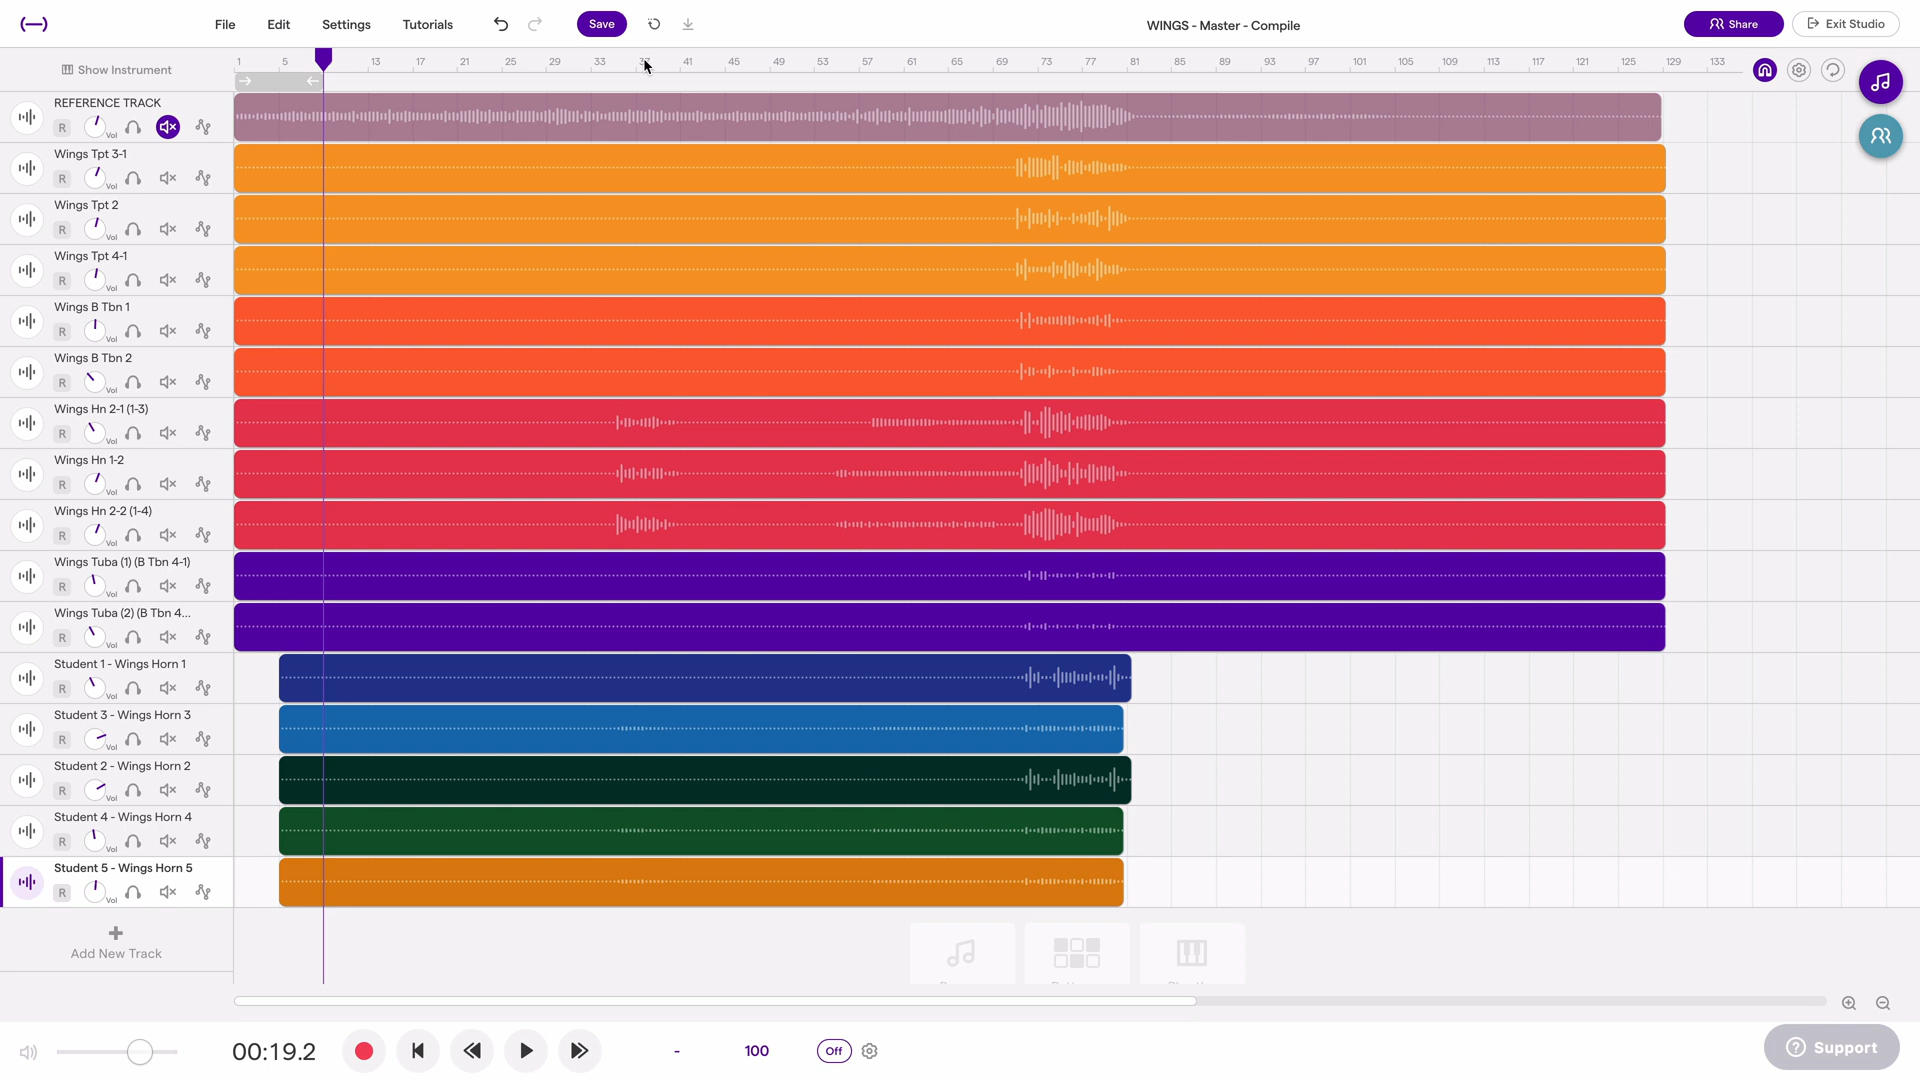 File Edit Settings Tutorials Save WINGS - Master - Compile Share Exit Studio
Show Instrument
1 5 13 17 21 25 29 33 37 41 45 49 53 57 61 65 69 73 77 81 85 89 93 97 101 105 109 113 117 121 125 129 133
REFERENCE TRACK
R Vol
Wings Tpt 3-1
R Vol
Wings Tpt 2
R Vol
Wings Tpt 4-1
R Vol
Wings B Tbn 1
R Vol
Wings B Tbn 2
R Vol
Wings Hn 2-1 (1-3)
R Vol
Wings Hn 1-2
R Vol
Wings Hn 2-2 (1-4)
R Vol
Wings Tuba (1) (B Tbn 4-1)
R Vol
Wings Tuba (2) (B Tbn 4...
R Vol
Student 1 - Wings Horn 1
R Vol
Student 3 - Wings Horn 3
R Vol
Student 2 - Wings Horn 2
R Vol
Student 4 - Wings Horn 4
R Vol
Student 5 - Wings Horn 5
R Vol
Add New Track
00:19.2 - 100 Off
Support